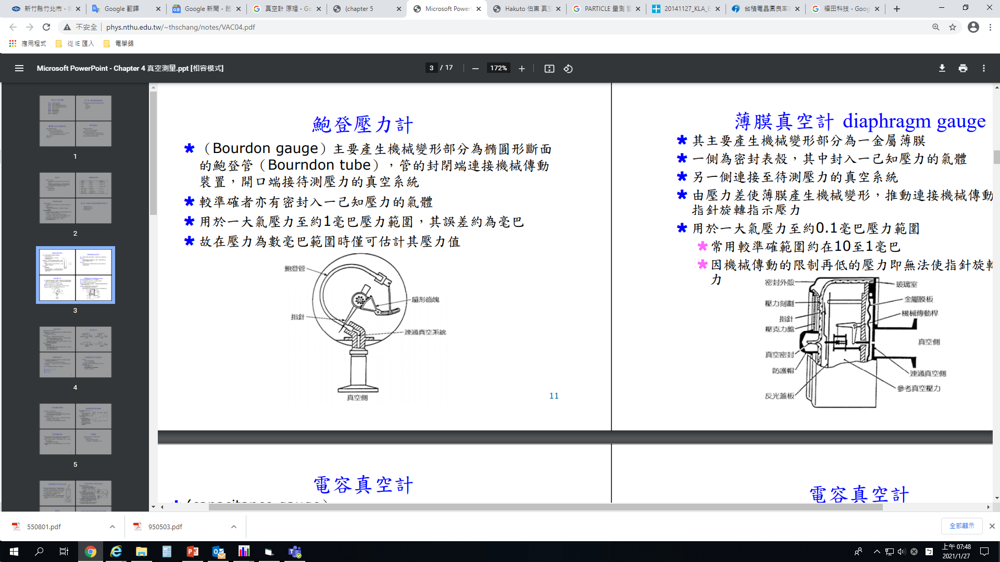 新竹縣竹北市 -
Google 翻譯
Google 新聞 - 體
真空計 原理 - Go
(chapter 5
Microsoft Power
Hakuto 伯東 真空
PARTICLE 量測
20141127_KLA_E
台積電晶圓良率
福田科技 - Goog
不安全
phys.nthu.edu.tw/~thschang/notes/VAC04.pdf
應用程式
從 IE 匯入
電學錫
Microsoft PowerPoint - Chapter 4 真空測量.ppt [相容模式]
3 / 17
172%
1
2
3
4
5
鮑登壓力計
（Bourdon gauge）主要產生機械變形部分為橢圓形斷面
的鮑登管（Bourndon tube），管的封閉端連接機械傳動
裝置，開口端接待測壓力的真空系統
較準確者亦有密封入一已知壓力的氣體
用於一大氣壓力至約1毫巴壓力範圍，其誤差約為毫巴
故在壓力為數毫巴範圍時僅可估計其壓力值
鮑登管
扇形齒塊
指針
連通真空系統
真空側
11
薄膜真空計 diaphragm gauge
其主要產生機械變形部分為一金屬薄膜
一側為密封表殼，其中封入一已知壓力的氣體
另一側連接至待測壓力的真空系統
由壓力差使薄膜產生機械變形，推動連接機械傳動
指針旋轉指示壓力
用於一大氣壓力至約0.1毫巴壓力範圍
常用較準確範圍約在10至1毫巴
因機械傳動的限制再低的壓力即無法使指針旋轉
力
密封外殼
玻璃室
壓力刻劃
金屬膜板
指針
機械傳動桿
壓克力盤
真空側
真空密封
防護帽
連通真空側
參考真空壓力
反光蓋板
電容真空計
(capacitance gauge)
電容真空計
550801.pdf
950503.pdf
全部顯示
上午 07:48
2021/1/27